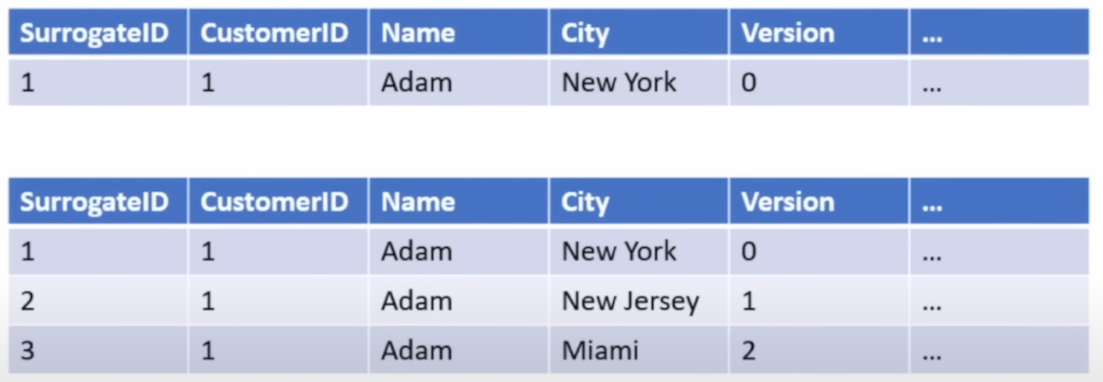 SurrogateID CustomerID Name City Version ...
1 1 Adam New York 0 ...
SurrogateID CustomerID Name City Version ...
1 1 Adam New York 0 ...
2 1 Adam New Jersey 1 ...
3 1 Adam Miami 2 ...